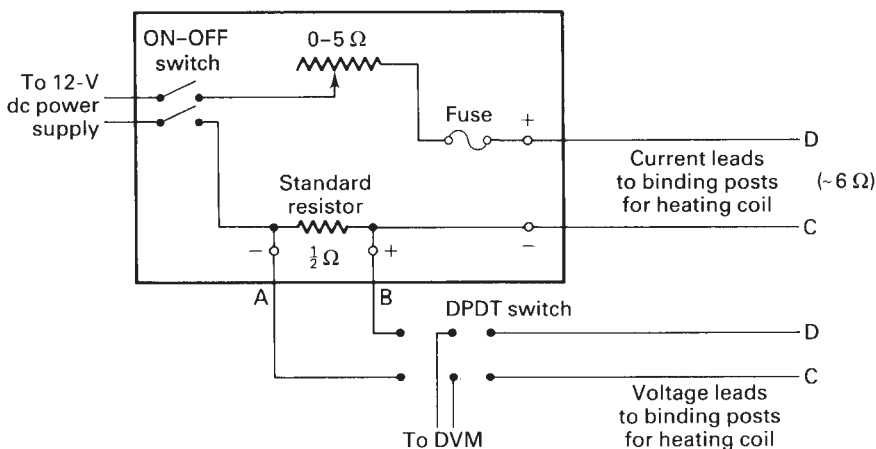 ON–OFF
switch
0–5 Ω
To 12-V
dc power
supply
Fuse
+
D
Current leads
to binding posts
for heating coil
(~6 Ω)
Standard
resistor
C
−
−
½ Ω
+
A
B
DPDT switch
D
C
Voltage leads
to binding posts
for heating coil
To DVM